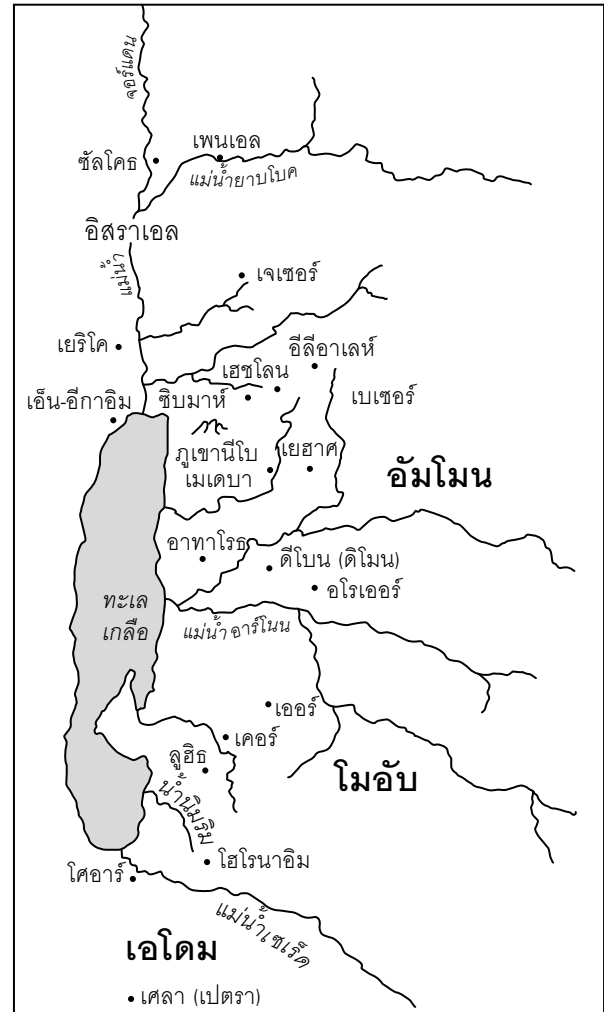 จอร์แดน
เพนเอล
ซัลโคธ
แม่น้ำยาบโบค
อิสราเอล
แม่น้ำ
เจเซอร์
เยริโค
อีลีอาเลห์
เฮซโลน
ซิบมาห์
เบเซอร์
เอ็น-อีกาอิม
ภูเขานีโบ
เยฮาศ
เมเดบา
อัมโมน
อาทาโรธ
ดีโบน (ดิโมน)
อโรเออร์
ทะเล
เกลือ
แม่น้ำอาร์โนน
เออร์
เคอร์
ลูฮิธ
โมอับ
น้ำนิมริม
โฮโรนาอิม
โศอาร์
แม่น้ำเซเร็ด
เอโดม
เศลา (เปตรา)